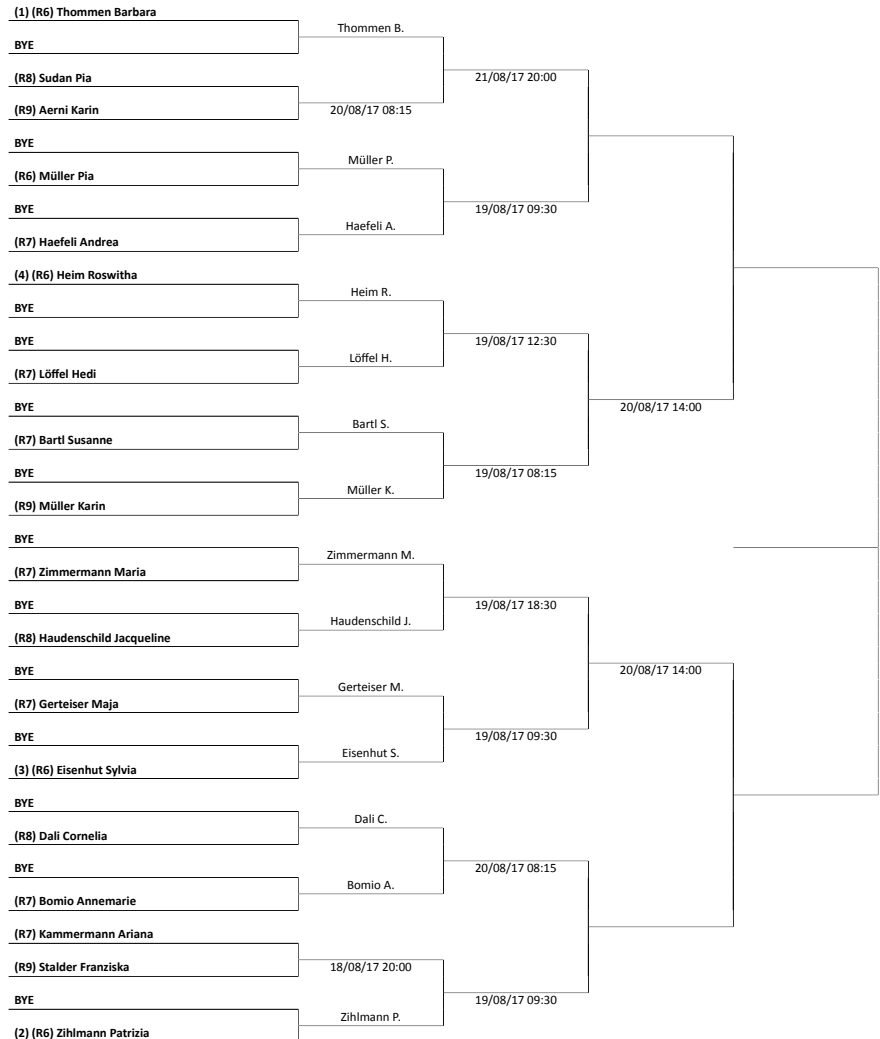 (1) (R6) Thommen Barbara
Thommen B.
BYE
(R8) Sudan Pia
21/08/17 20:00
(R9) Aerni Karin
20/08/17 08:15
BYE
Müller P.
(R6) Müller Pia
BYE
19/08/17 09:30
Haefeli A.
(R7) Haefeli Andrea
(4) (R6) Heim Roswitha
Heim R.
BYE
BYE
19/08/17 12:30
Löffel H.
(R7) Löffel Hedi
BYE
20/08/17 14:00
Bartl S.
(R7) Bartl Susanne
BYE
19/08/17 08:15
Müller K.
(R9) Müller Karin
BYE
Zimmermann M.
(R7) Zimmermann Maria
BYE
19/08/17 18:30
Haudenschild J.
(R8) Haudenschild Jacqueline
BYE
20/08/17 14:00
Gerteiser M.
(R7) Gerteiser Maja
BYE
19/08/17 09:30
Eisenhut S.
(3) (R6) Eisenhut Sylvia
BYE
Dali C.
(R8) Dali Cornelia
BYE
20/08/17 08:15
Bomio A.
(R7) Bomio Annemarie
(R7) Kammermann Ariana
(R9) Stalder Franziska
18/08/17 20:00
BYE
19/08/17 09:30
Zihlmann P.
(2) (R6) Zihlmann Patrizia